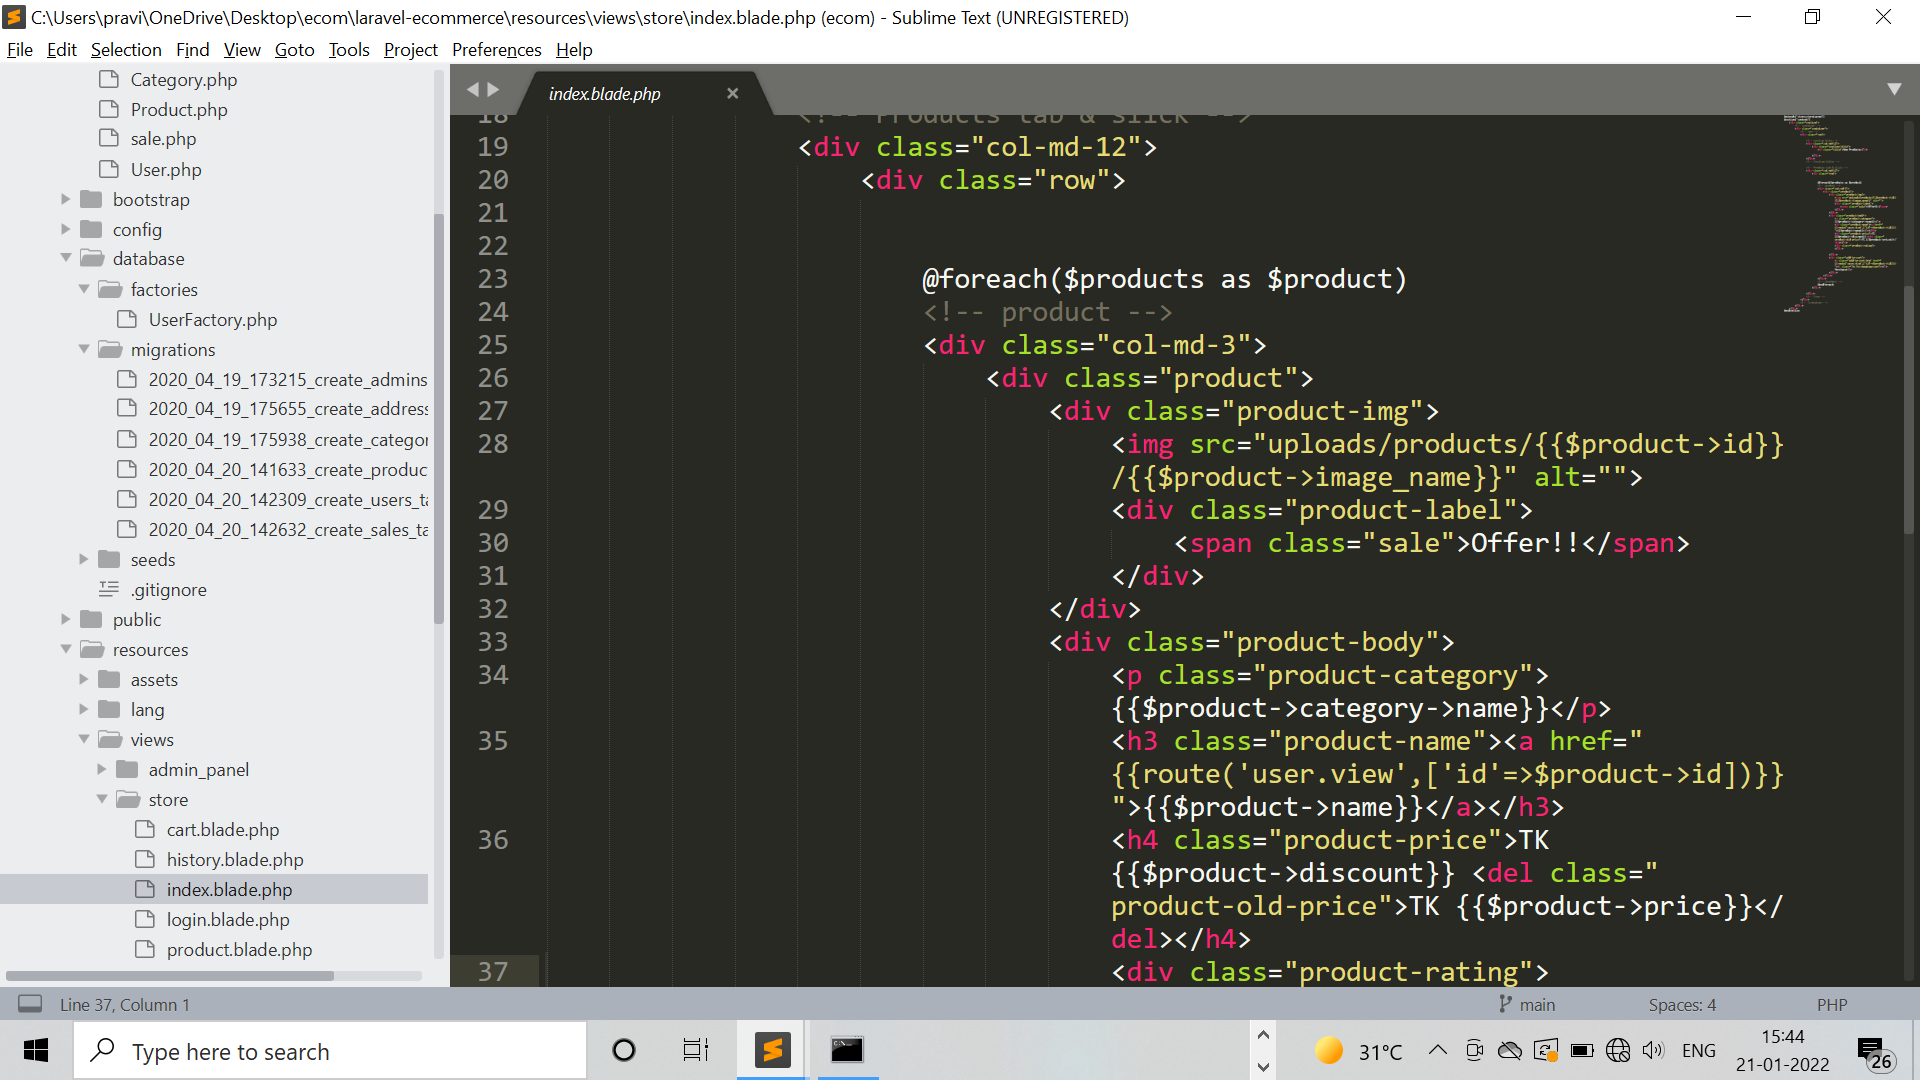 C:\Users\pravi\OneDrive\Desktop\ecom\laravel-ecommerce\resources\views\store\index.blade.php (ecom) - Sublime Text (UNREGISTERED)
File Edit Selection Find View Goto Tools Project Preferences Help
Category.php
Product.php
sale.php
User.php
bootstrap
config
database
factories
UserFactory.php
migrations
2020_04_19_173215_create_admins
2020_04_19_175655_create_address
2020_04_19_175938_create_categor
2020_04_20_141633_create_produc
2020_04_20_142309_create_users_ta
2020_04_20_142632_create_sales_ta
seeds
.gitignore
public
resources
assets
lang
views
admin_panel
store
cart.blade.php
history.blade.php
index.blade.php
login.blade.php
product.blade.php
index.blade.php
18 <!-- Products tab & slick -->
19 <div class="col-md-12">
20 <div class="row">
21
22
23 @foreach($products as $product)
24 <!-- product -->
25 <div class="col-md-3">
26 <div class="product">
27 <div class="product-img">
28 <img src="uploads/products/{{$product->id}}
/{{$product->image_name}}" alt="">
29 <div class="product-label">
30 <span class="sale">Offer!!</span>
31 </div>
32 </div>
33 <div class="product-body">
34 <p class="product-category">
{{$product->category->name}}</p>
35 <h3 class="product-name"><a href="
{{route('user.view',['id'=>$product->id])}}
">{{$product->name}}</a></h3>
36 <h4 class="product-price">TK
{{$product->discount}} <del class="
product-old-price">TK {{$product->price}}</
del></h4>
37 <div class="product-rating">
Line 37, Column 1
main
Spaces: 4
PHP
Type here to search
31°C
ENG
15:44
21-01-2022
26